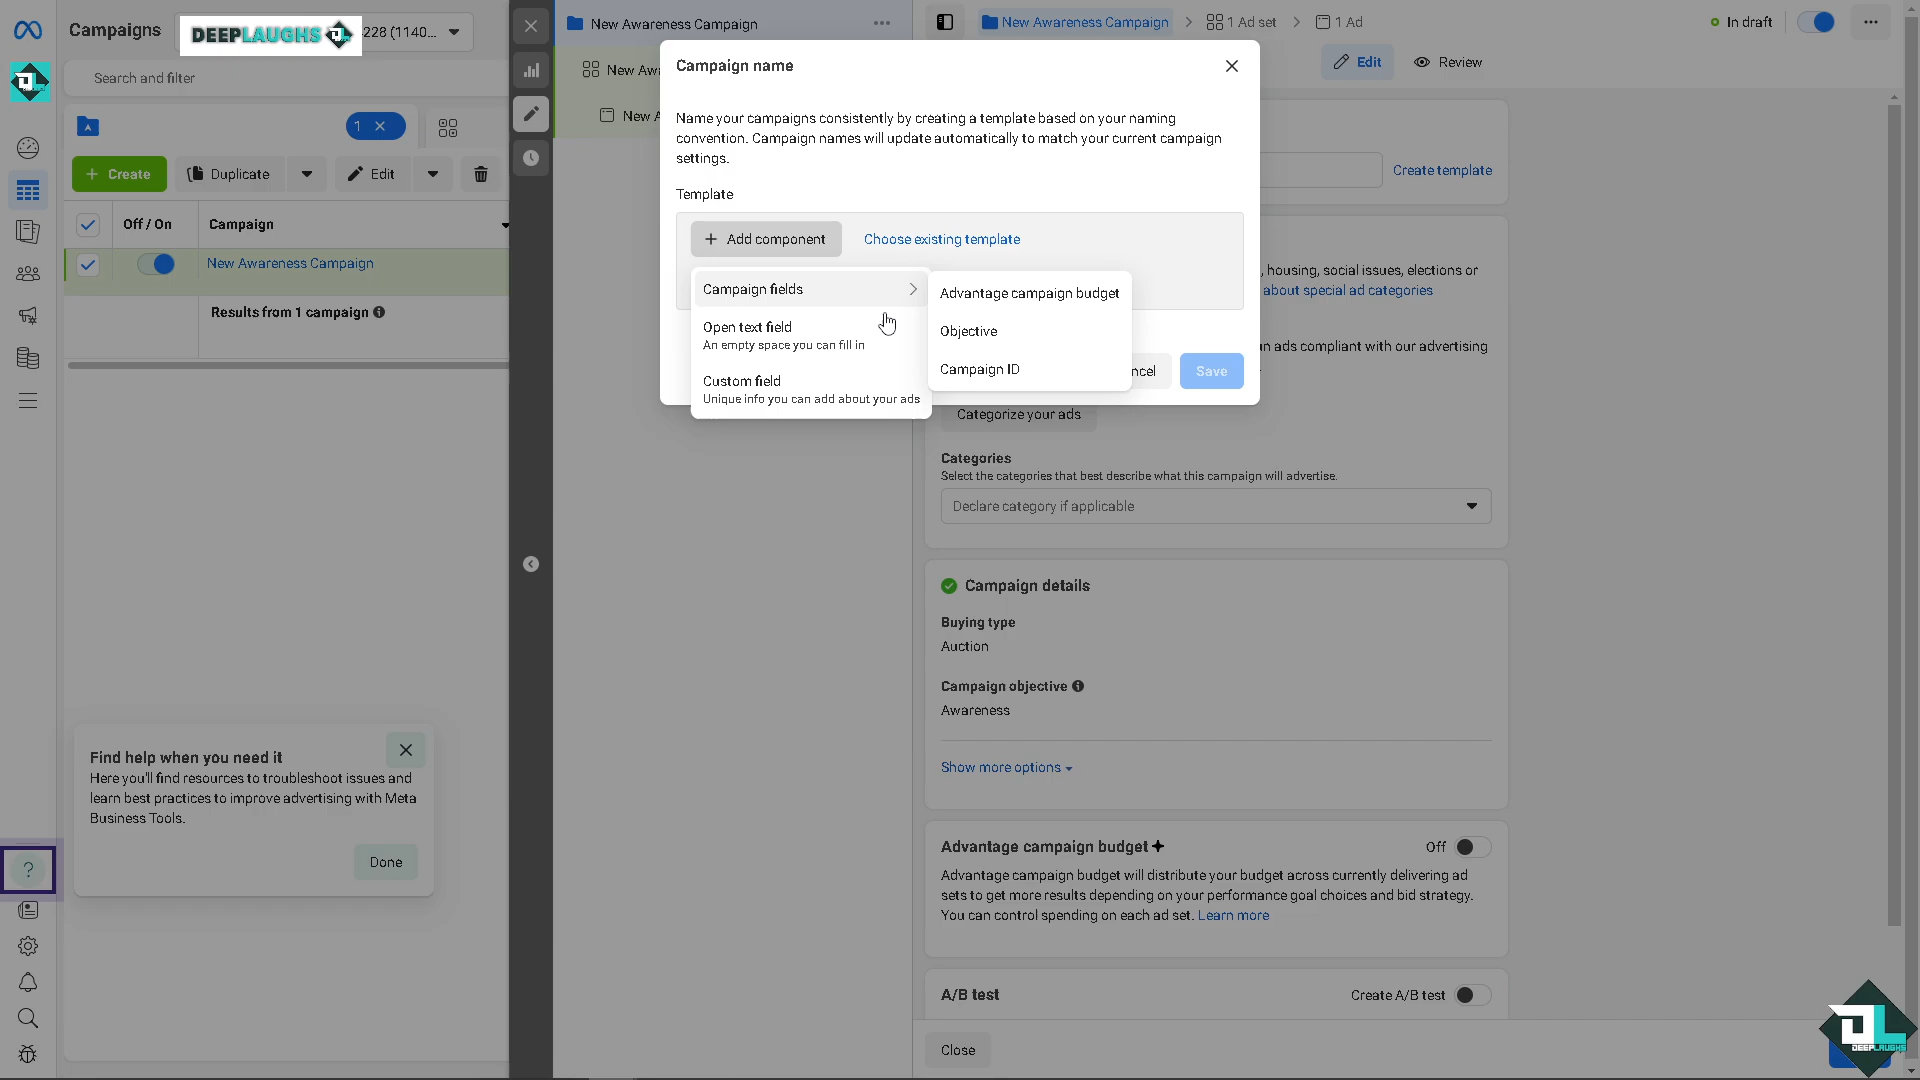 Campaigns
DEEPLAUGHS
228 (1140...
Search and filter
1
Create
Duplicate
Edit
Off / On
Campaign
New Awareness Campaign
Results from 1 campaign
Find help when you need it
Here you'll find resources to troubleshoot issues and
learn best practices to improve advertising with Meta
Business Tools.
Done
New Awareness Campaign
New Awa
New A
New Awareness Campaign
1 Ad set
1 Ad
In draft
Edit
Review
Campaign name
Name your campaigns consistently by creating a template based on your naming
convention. Campaign names will update automatically to match your current campaign
settings.
Template
Add component
Choose existing template
Campaign fields
Open text field
An empty space you can fill in
Custom field
Unique info you can add about your ads
Advantage campaign budget
Objective
Campaign ID
ncel
Save
Create template
, housing, social issues, elections or
about special ad categories
n ads compliant with our advertising
Categorize your ads
Categories
Select the categories that best describe what this campaign will advertise.
Declare category if applicable
Campaign details
Buying type
Auction
Campaign objective
Awareness
Show more options
Advantage campaign budget
Off
Advantage campaign budget will distribute your budget across currently delivering ad
sets to get more results depending on your performance goal choices and bid strategy.
You can control spending on each ad set. Learn more
A/B test
Create A/B test
Close
DEEPLAUGHS